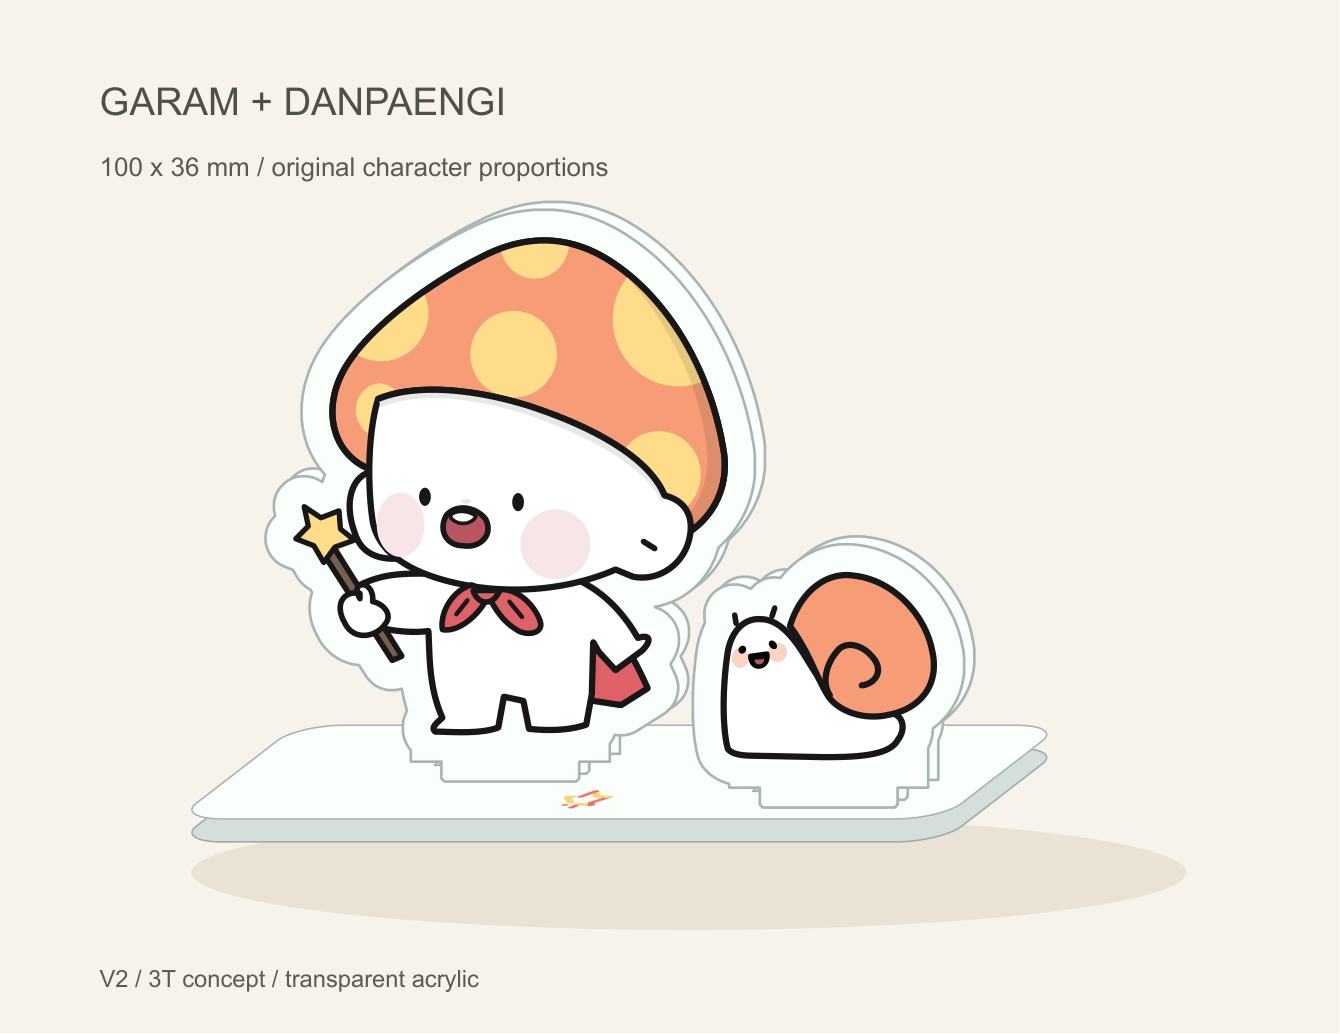 GARAM + DANPAENGI
100 x 36 mm / original character proportions
V2 / 3T concept / transparent acrylic